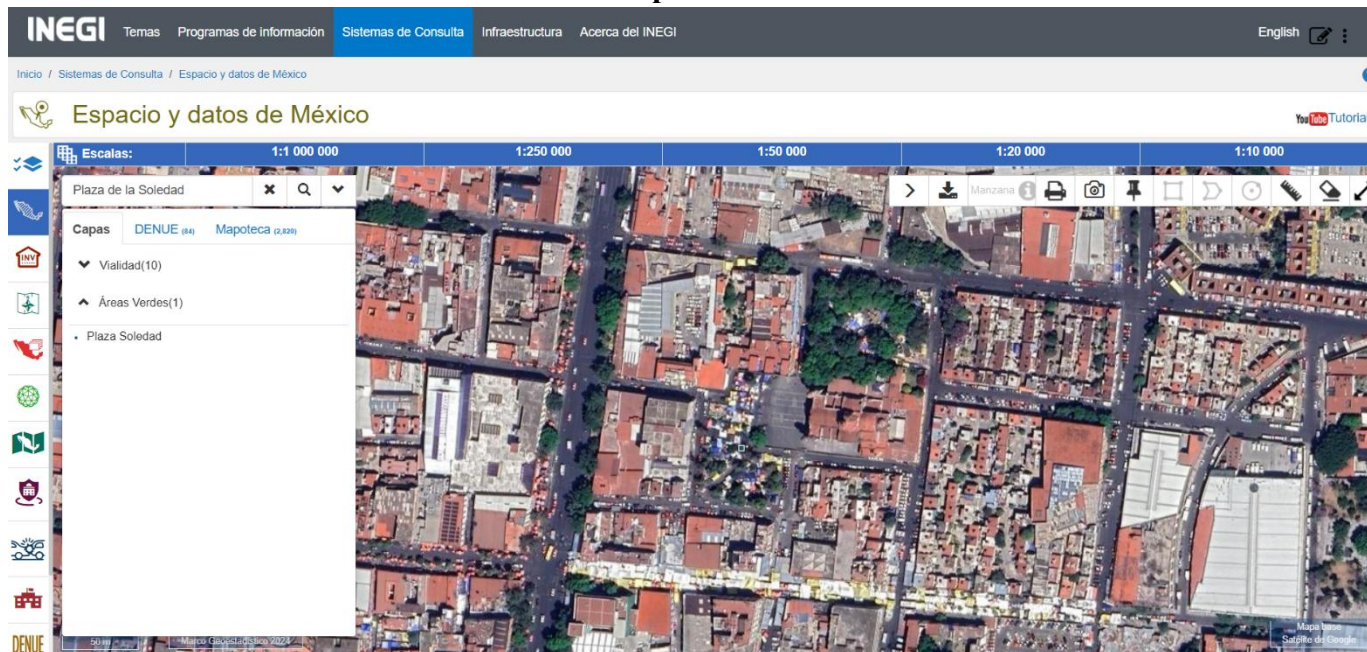 INEGI Temas Programas de información Sistemas de Consulta Infraestructura Acerca del INEGI English
Inicio / Sistemas de Consulta / Espacio y datos de México
Espacio y datos de México YouTube Tutoria
Escalas: 1:1 000 000 1:250 000 1:50 000 1:20 000 1:10 000
Plaza de la Soledad Manzana
Capas DENUE (84) Mapoteca (2,820)
INV
Vialidad(10)
Áreas Verdes(1)
Plaza Soledad
DENUE 50 m Marco Geoestadístico 2024 Mapa base
Satélite de Google